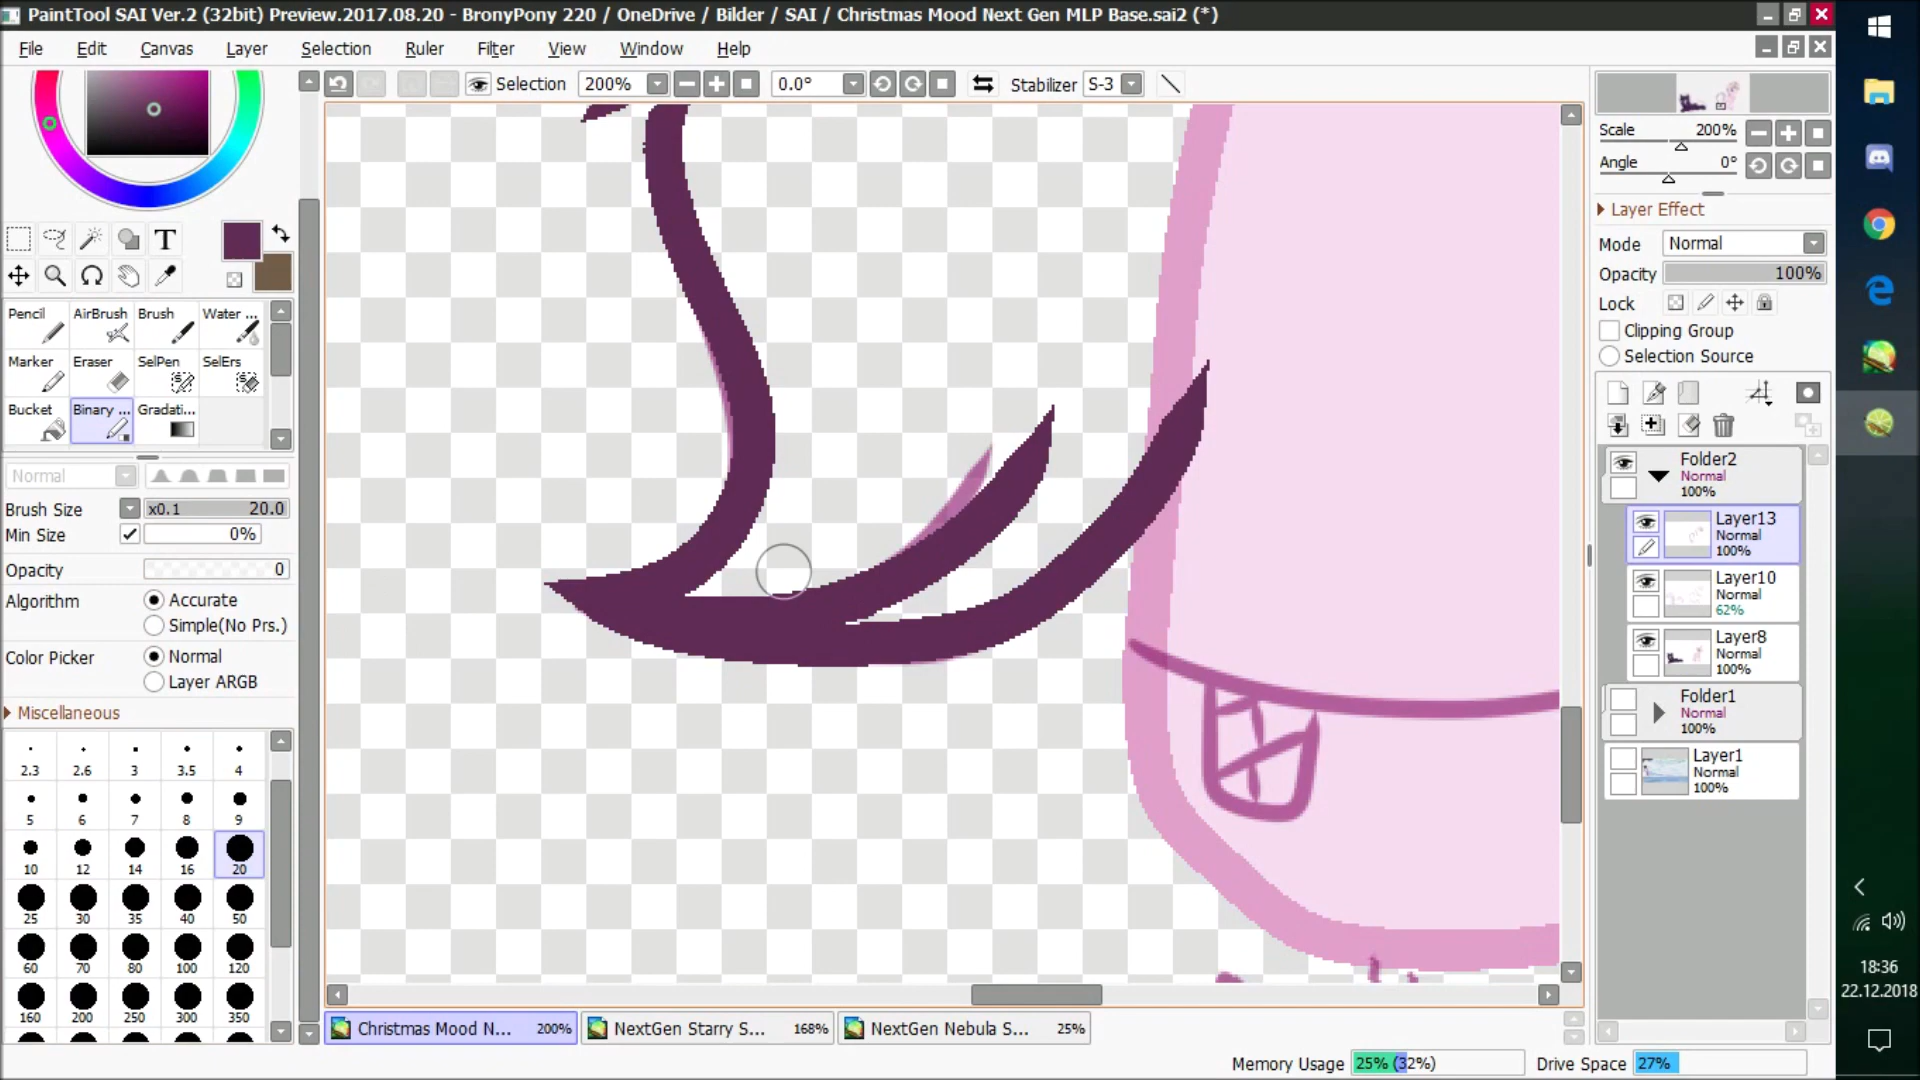 PaintTool SAI Ver.2 (32bit) Preview.2017.08.20 - BronyPony 220 / OneDrive / Bilder / SAI / Christmas Mood Next Gen MLP Base.sai2 (*)
File Edit Canvas Layer Selection Ruler Filter View Window Help
Selection 200% 0.0° Stabilizer S-3
Scale 200%
Angle 0°
Layer Effect
Mode Normal
Opacity 100%
Lock
Clipping Group
Selection Source
T
Pencil AirBrush Brush Water ...
Marker Eraser SelPen SelErs
Bucket Binary ... Gradati...
Normal
Brush Size x0.1 20.0
Min Size 0%
Opacity 0
Algorithm Accurate
Simple(No Prs.)
Color Picker Normal
Layer ARGB
Miscellaneous
2.3 2.6 3 3.5 4
5 6 7 8 9
10 12 14 16 20
25 30 35 40 50
60 70 80 100 120
160 200 250 300 350
Folder2
Normal
100%
Layer13
Normal
100%
Layer10
Normal
62%
Layer8
Normal
100%
Folder1
Normal
100%
Layer1
Normal
100%
Christmas Mood N... 200% NextGen Starry S... 168% NextGen Nebula S... 25%
Memory Usage 25% (32%) Drive Space 27%
18:36
22.12.2018